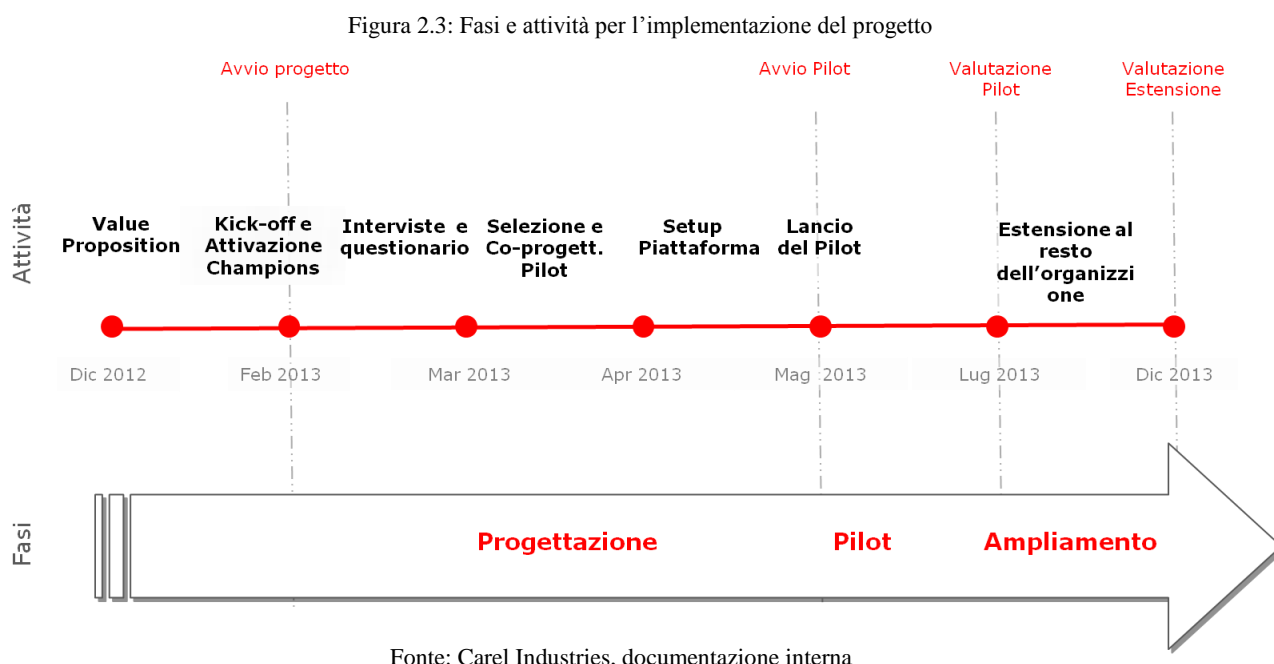 Figura 2.3: Fasi e attività per l'implementazione del progetto
Avvio progetto
Avvio Pilot
Valutazione
Pilot
Valutazione
Estensione
Attività
Value
Proposition
Kick-off e
Attivazione
Champions
Interviste e
questionario
Selezione e
Co-progett.
Pilot
Setup
Piattaforma
Lancio
del Pilot
Estensione al
resto
dell'organizzi
one
Dic 2012
Feb 2013
Mar 2013
Apr 2013
Mag 2013
Lug 2013
Dic 2013
Fasi
Progettazione
Pilot
Ampliamento
Fonte: Carel Industries, documentazione interna